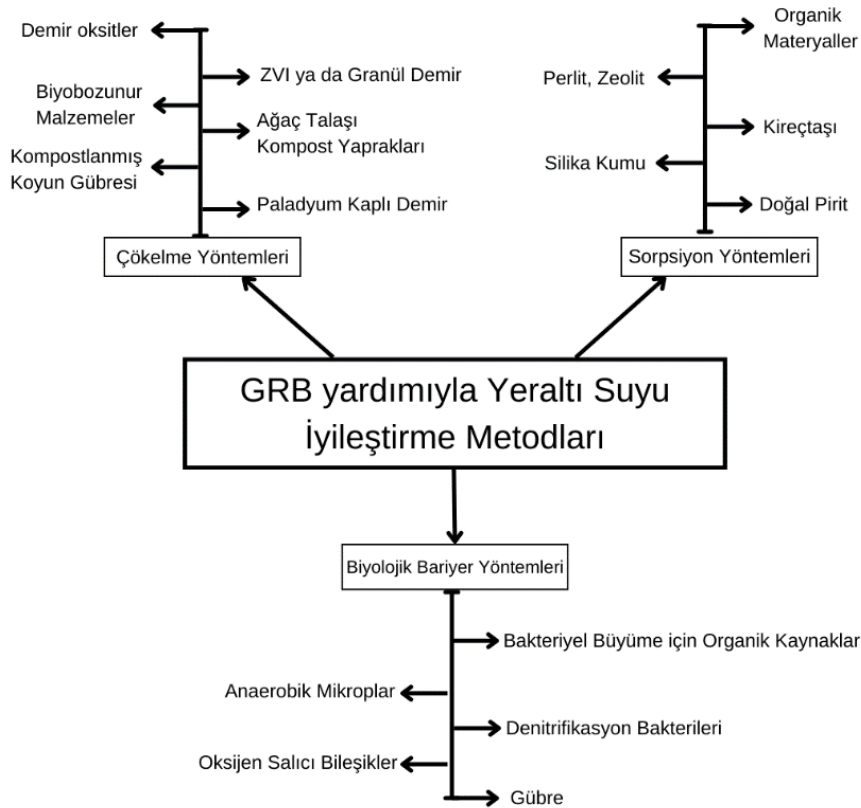 Demir oksitler
ZVI ya da Granül Demir
Biyobozunur
Malzemeler
Ağaç Talaşı
Kompost Yaprakları
Kompostlanmış
Koyun Gübresi
Paladyum Kaplı Demir
Çökelme Yöntemleri
Organik
Materyaller
Perlit, Zeolit
Kireçtaşı
Silika Kumu
Doğal Pirit
Sorpsiyon Yöntemleri
GRB yardımıyla Yeraltı Suyu
İyileştirme Metodları
Biyolojik Bariyer Yöntemleri
Bakteriyel Büyüme için Organik Kaynaklar
Anaerobik Mikroplar
Denitrifikasyon Bakterileri
Oksijen Salıcı Bileşikler
Gübre